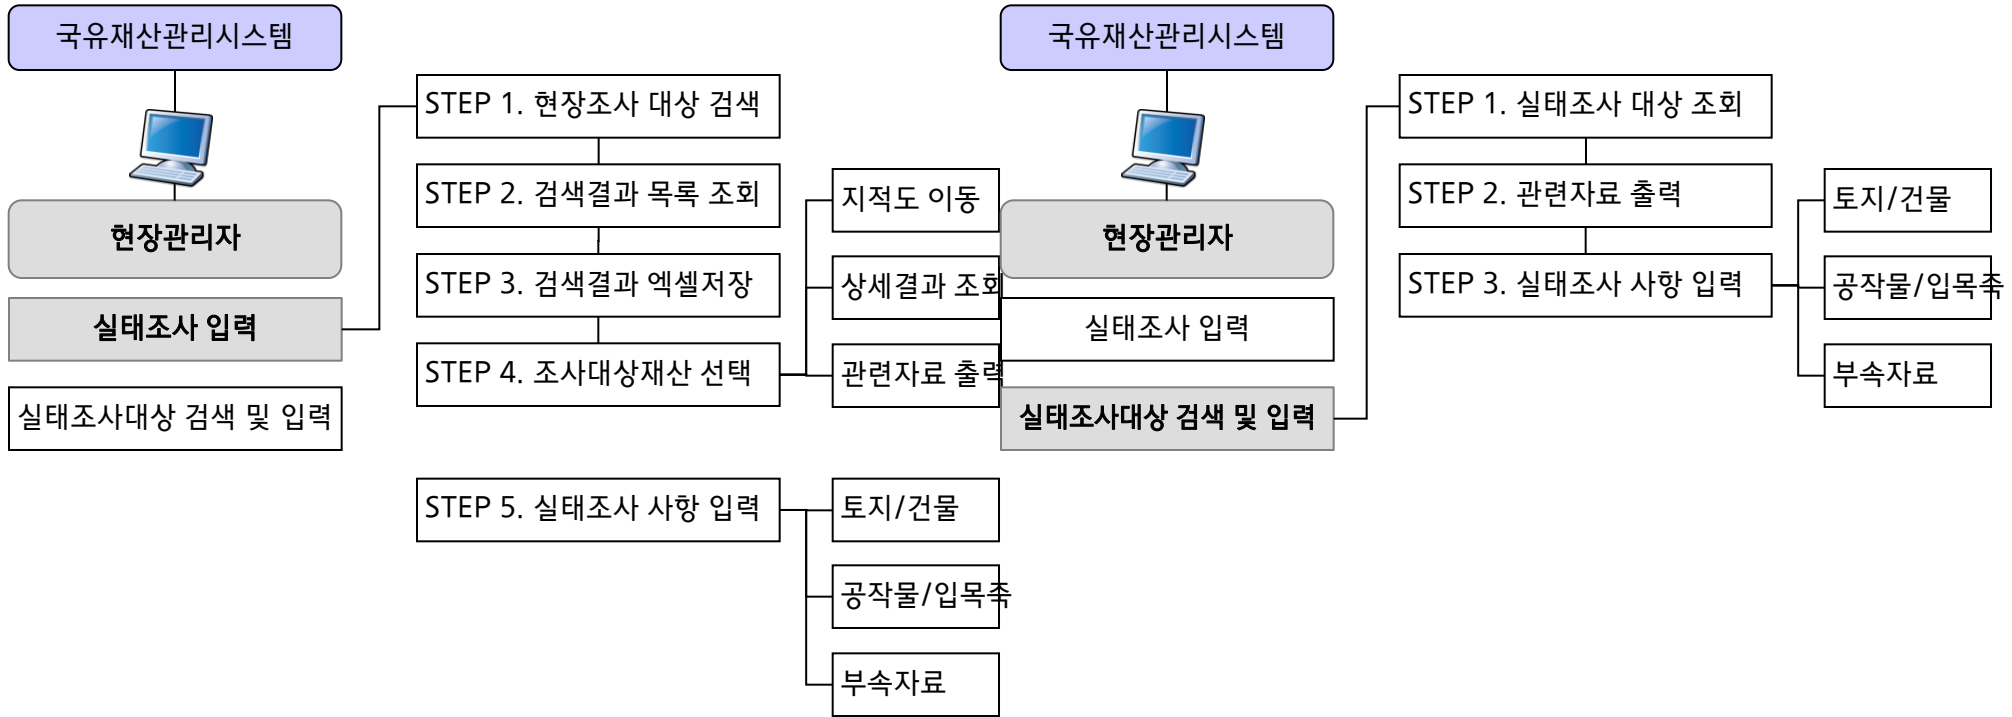 국유재산관리시스템
현장관리자
실태조사 입력
실태조사대상 검색 및 입력
STEP 1. 현장조사 대상 검색
STEP 2. 검색결과 목록 조회
STEP 3. 검색결과 엑셀저장
STEP 4. 조사대상재산 선택
지적도 이동
상세결과 조회
관련자료 출력
STEP 5. 실태조사 사항 입력
토지/건물
공작물/입목죽
부속자료
국유재산관리시스템
현장관리자
실태조사 입력
실태조사대상 검색 및 입력
STEP 1. 실태조사 대상 조회
STEP 2. 관련자료 출력
STEP 3. 실태조사 사항 입력
토지/건물
공작물/입목죽
부속자료